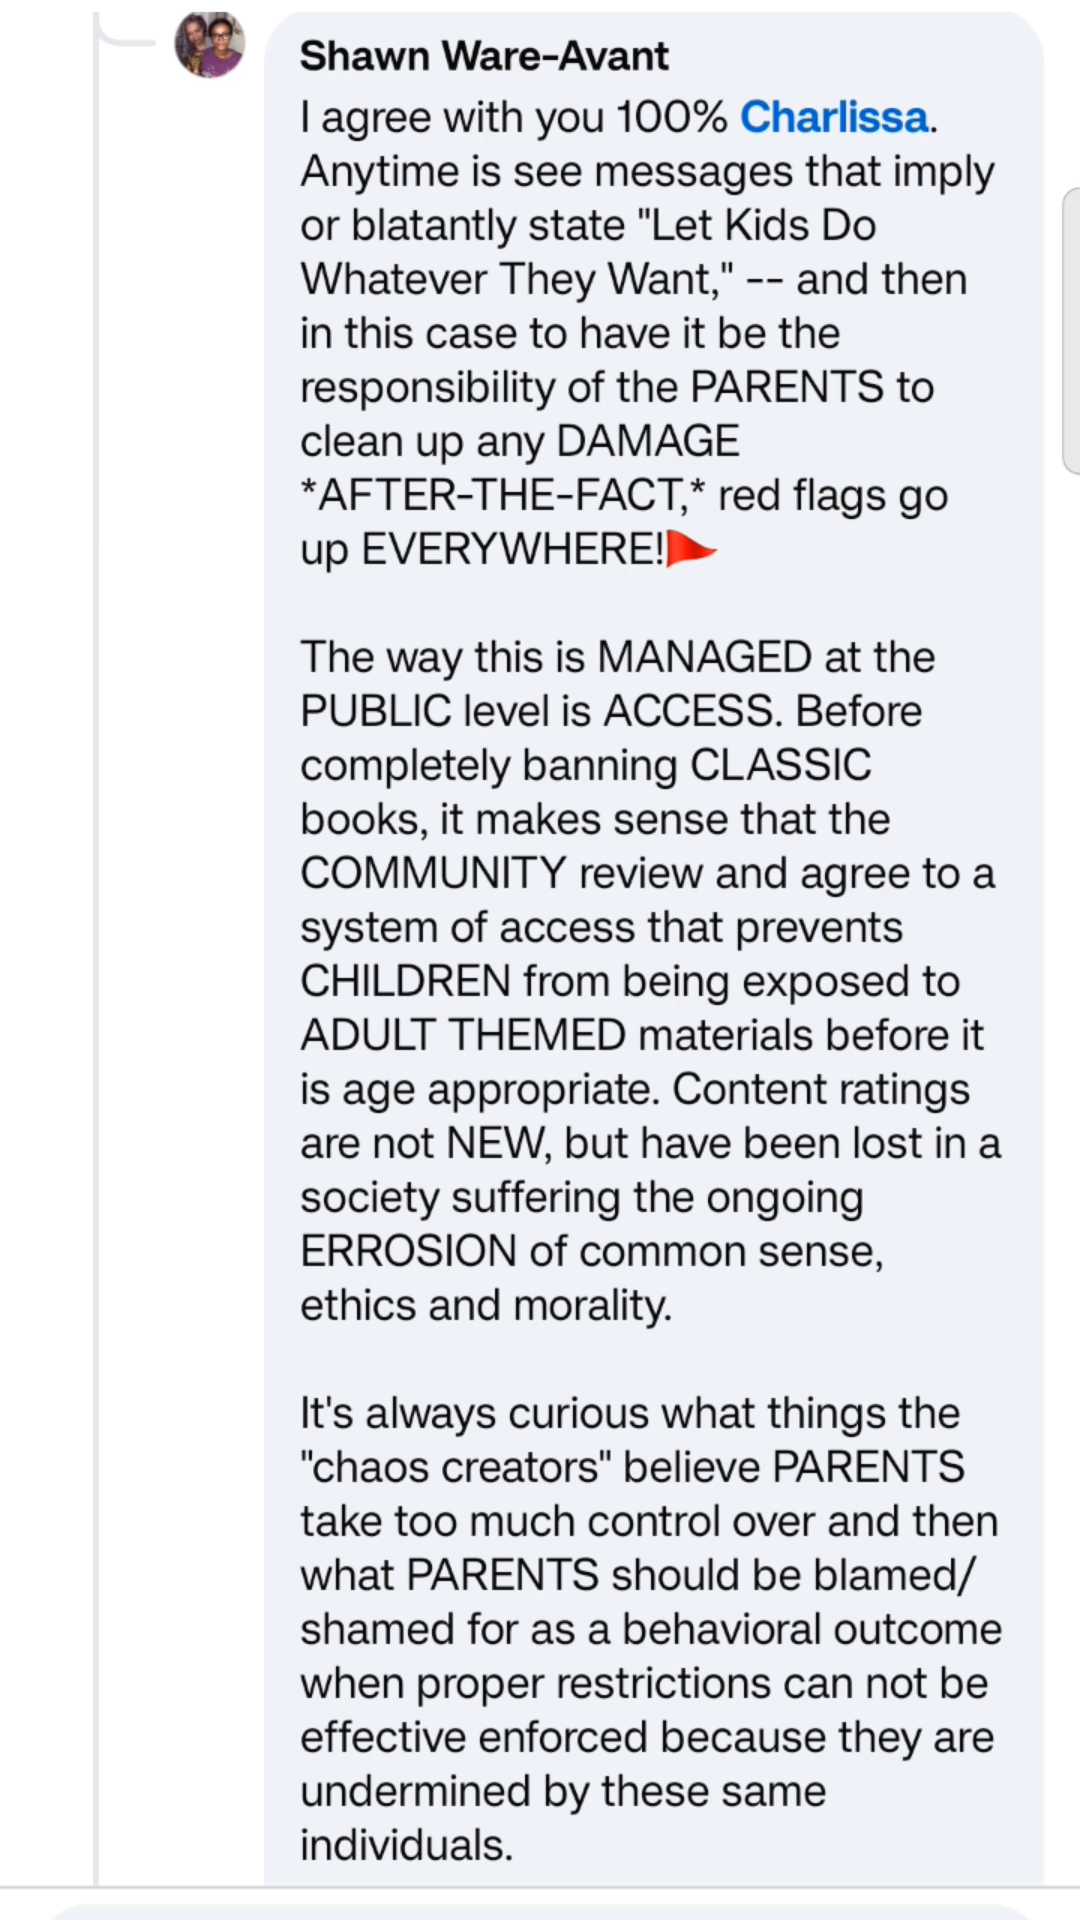 Shawn Ware-Avant
I agree with you 100% Charlissa.
Anytime is see messages that imply
or blatantly state "Let Kids Do
Whatever They Want," -- and then
in this case to have it be the
responsibility of the PARENTS to
clean up any DAMAGE
*AFTER-THE-FACT,* red flags go
up EVERYWHERE!🚩
The way this is MANAGED at the
PUBLIC level is ACCESS. Before
completely banning CLASSIC
books, it makes sense that the
COMMUNITY review and agree to a
system of access that prevents
CHILDREN from being exposed to
ADULT THEMED materials before it
is age appropriate. Content ratings
are not NEW, but have been lost in a
society suffering the ongoing
ERROSION of common sense,
ethics and morality.
It's always curious what things the
"chaos creators" believe PARENTS
take too much control over and then
what PARENTS should be blamed/
shamed for as a behavioral outcome
when proper restrictions can not be
effective enforced because they are
undermined by these same
individuals.